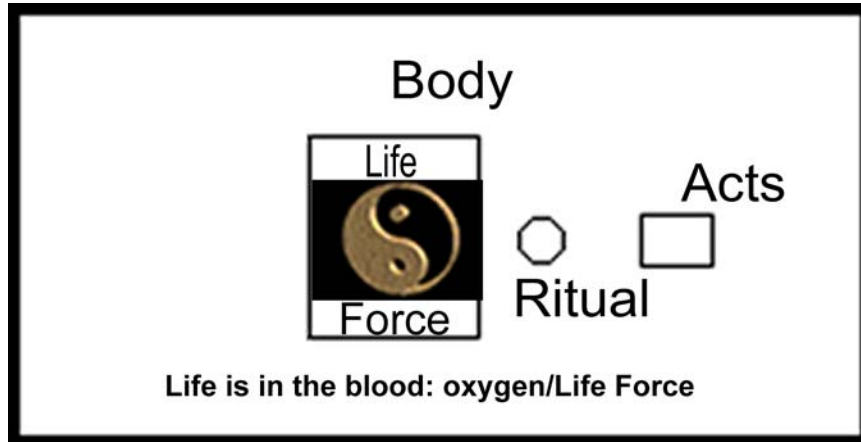 Body
Life
Acts
Ritual
Force
Life is in the blood: oxygen/Life Force